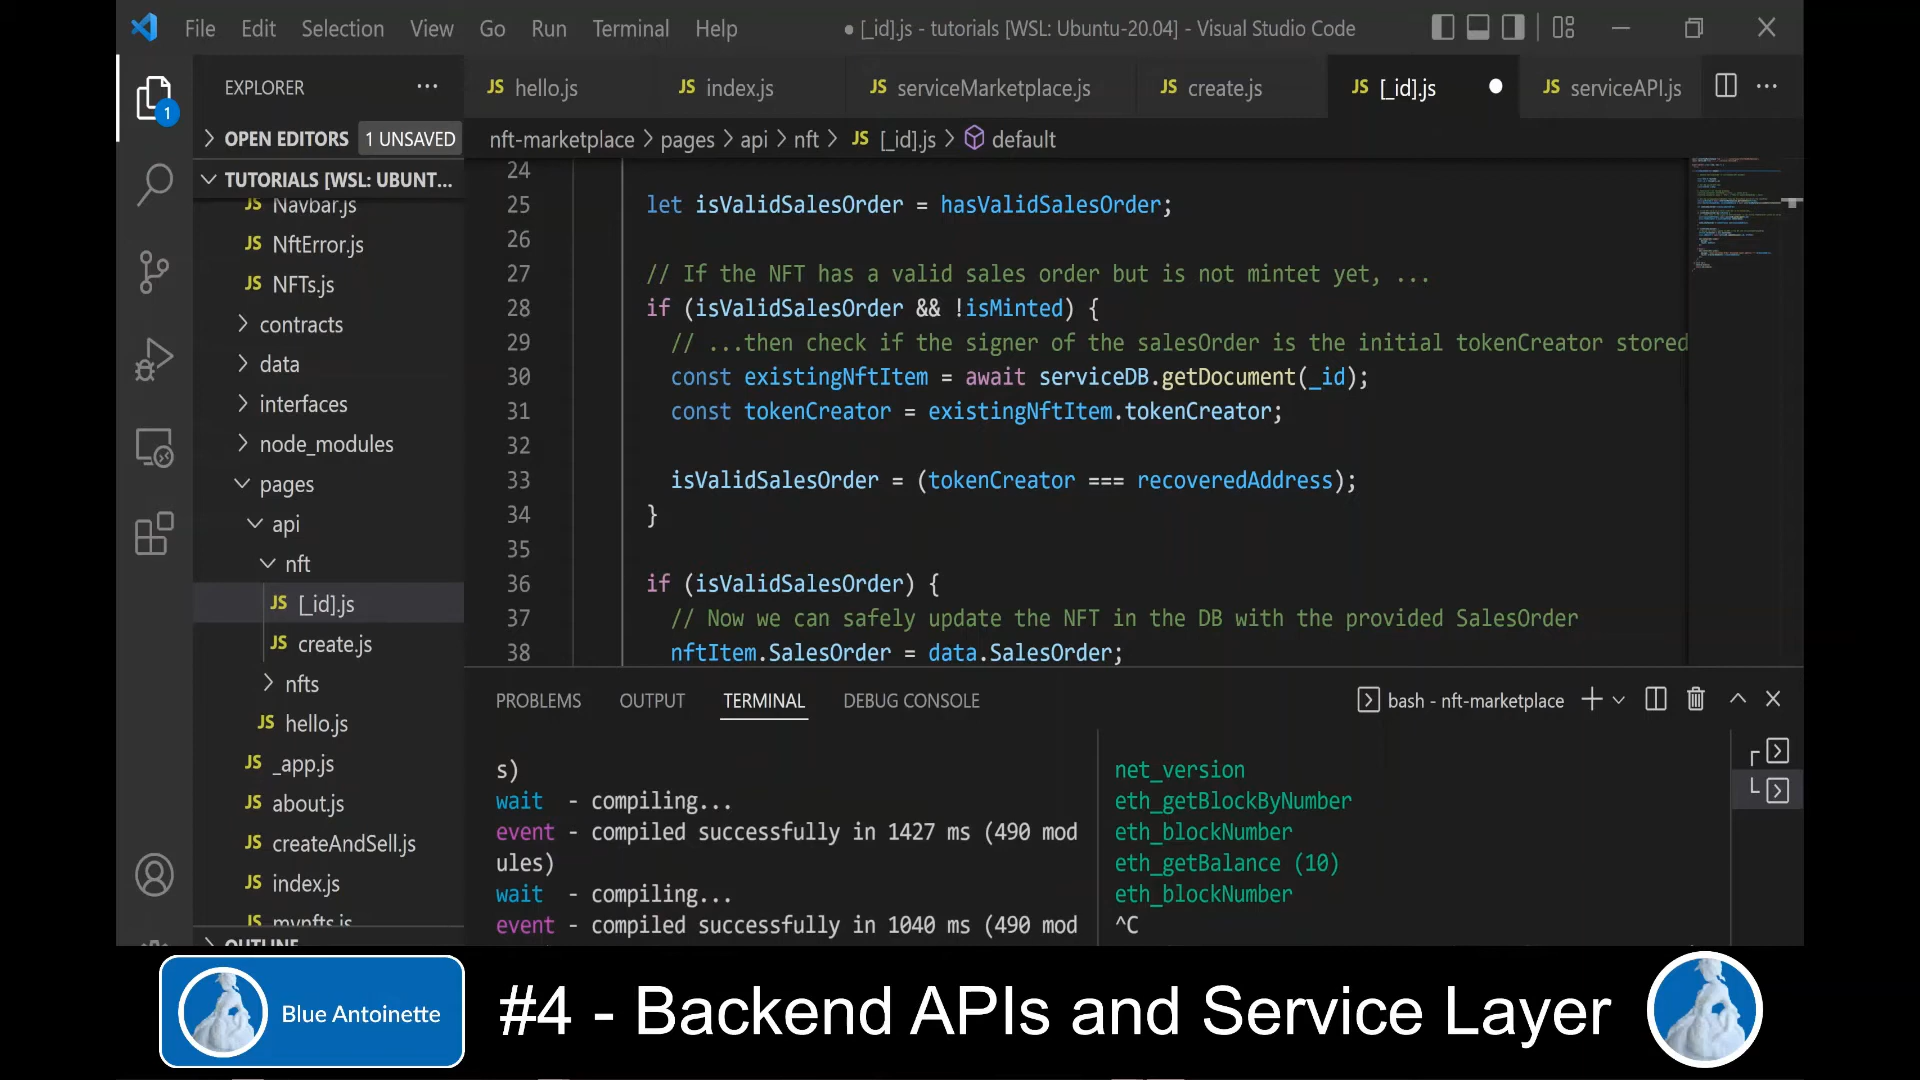 File Edit Selection View Go Run Terminal Help
● [_id].js - tutorials [WSL: Ubuntu-20.04] - Visual Studio Code
EXPLORER ...
1
OPEN EDITORS 1 UNSAVED
TUTORIALS [WSL: UBUNT...
JS Navbar.js
JS NftError.js
JS NFTs.js
contracts
data
interfaces
node_modules
pages
api
nft
JS [_id].js
JS create.js
nfts
JS hello.js
JS _app.js
JS about.js
JS createAndSell.js
JS index.js
JS mynfts.js
OUTLINE
JS hello.js JS index.js JS serviceMarketplace.js JS create.js JS [_id].js ● JS serviceAPI.js ...
nft-marketplace > pages > api > nft > JS [_id].js > default
24
25 let isValidSalesOrder = hasValidSalesOrder;
26
27 // If the NFT has a valid sales order but is not mintet yet, ...
28 if (isValidSalesOrder && !isMinted) {
29 // ...then check if the signer of the salesOrder is the initial tokenCreator stored
30 const existingNftItem = await serviceDB.getDocument(_id);
31 const tokenCreator = existingNftItem.tokenCreator;
32
33 isValidSalesOrder = (tokenCreator === recoveredAddress);
34 }
35
36 if (isValidSalesOrder) {
37 // Now we can safely update the NFT in the DB with the provided SalesOrder
38 nftItem.SalesOrder = data.SalesOrder;
PROBLEMS OUTPUT TERMINAL DEBUG CONSOLE
bash - nft-marketplace
s)
wait - compiling...
event - compiled successfully in 1427 ms (490 mod
ules)
wait - compiling...
event - compiled successfully in 1040 ms (490 mod
net_version
eth_getBlockByNumber
eth_blockNumber
eth_getBalance (10)
eth_blockNumber
^C
Blue Antoinette
#4 - Backend APIs and Service Layer